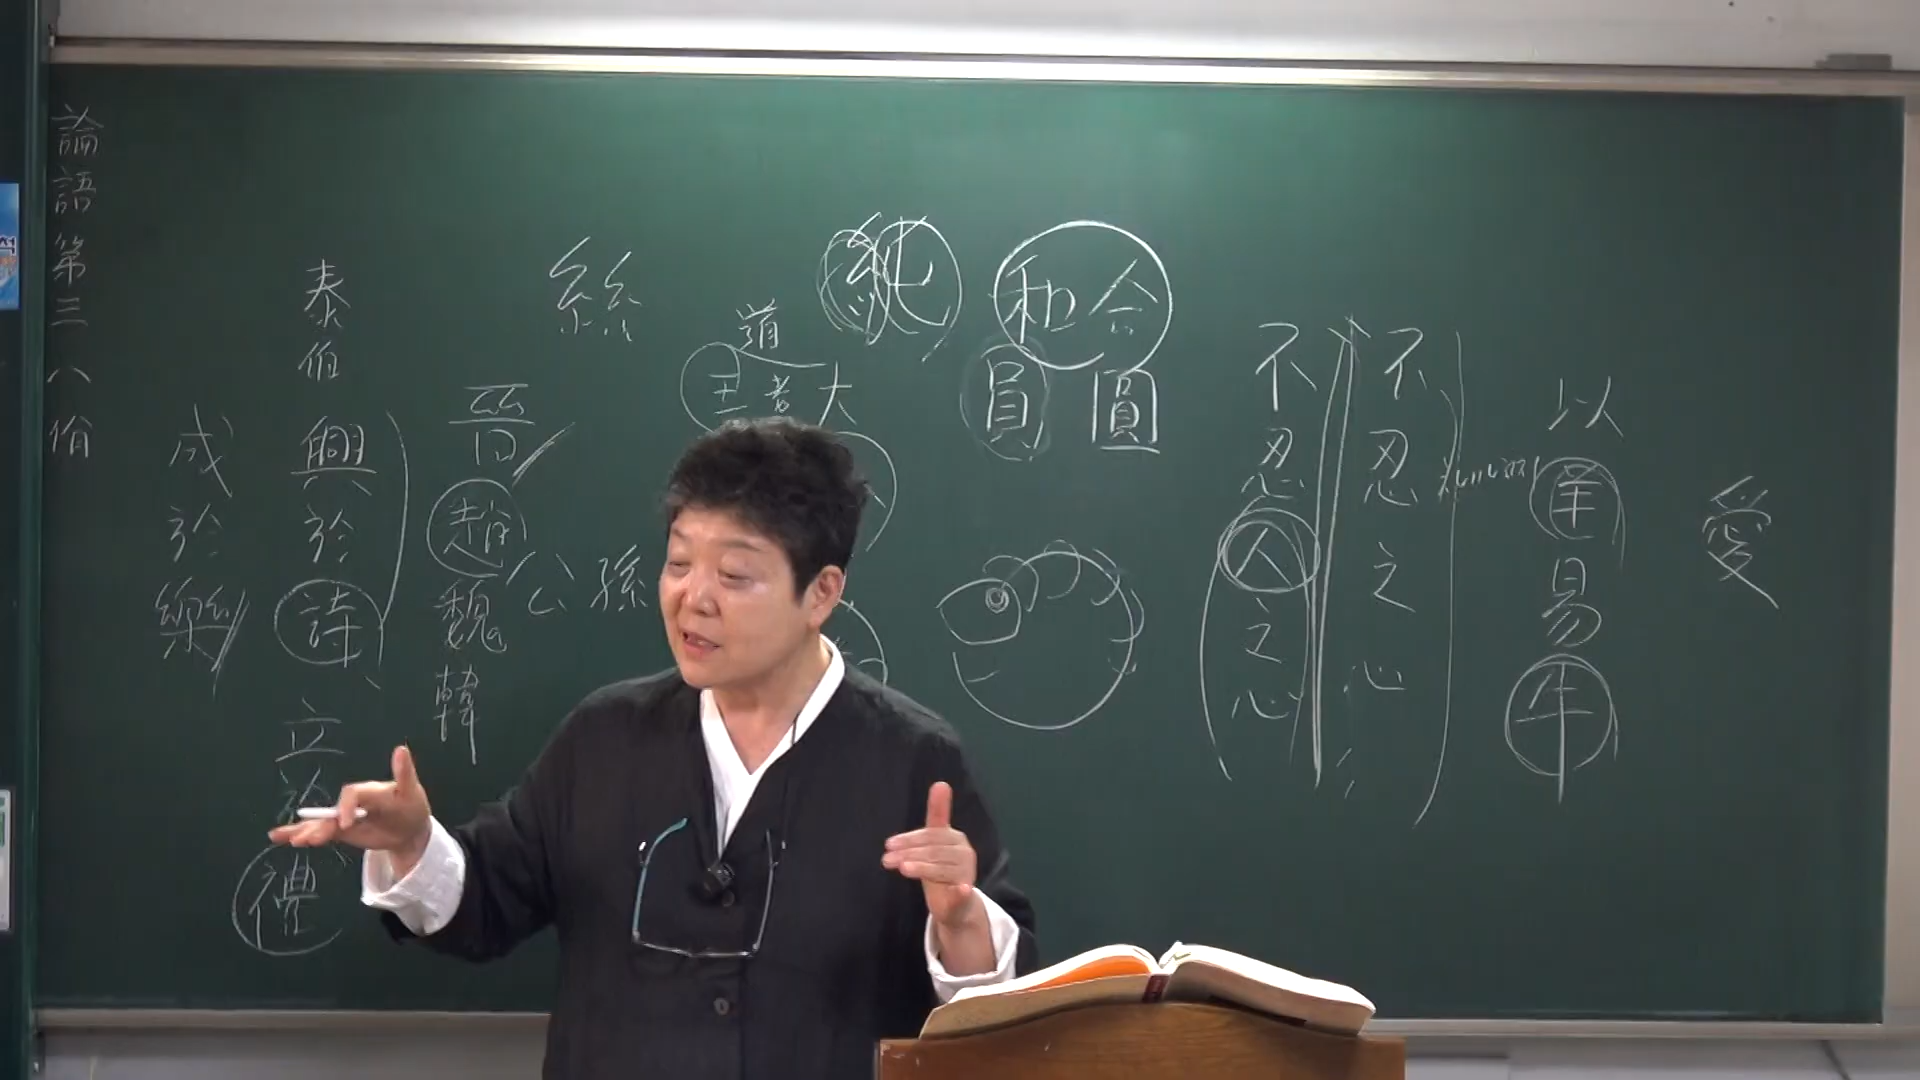 論語第三八佾
泰伯
興於詩
立於禮
成於樂
晉
趙魏韓
公孫
絲
道
王者大
純
和合
員圓
不忍人之心
不忍之心
以羊易牛
愛